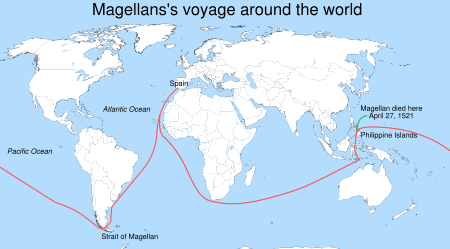 Magellans's voyage around the world
Spain
Atlantic Ocean
Magellan died here
April 27, 1521
Philippine Islands
Pacific Ocean
Strait of Magellan